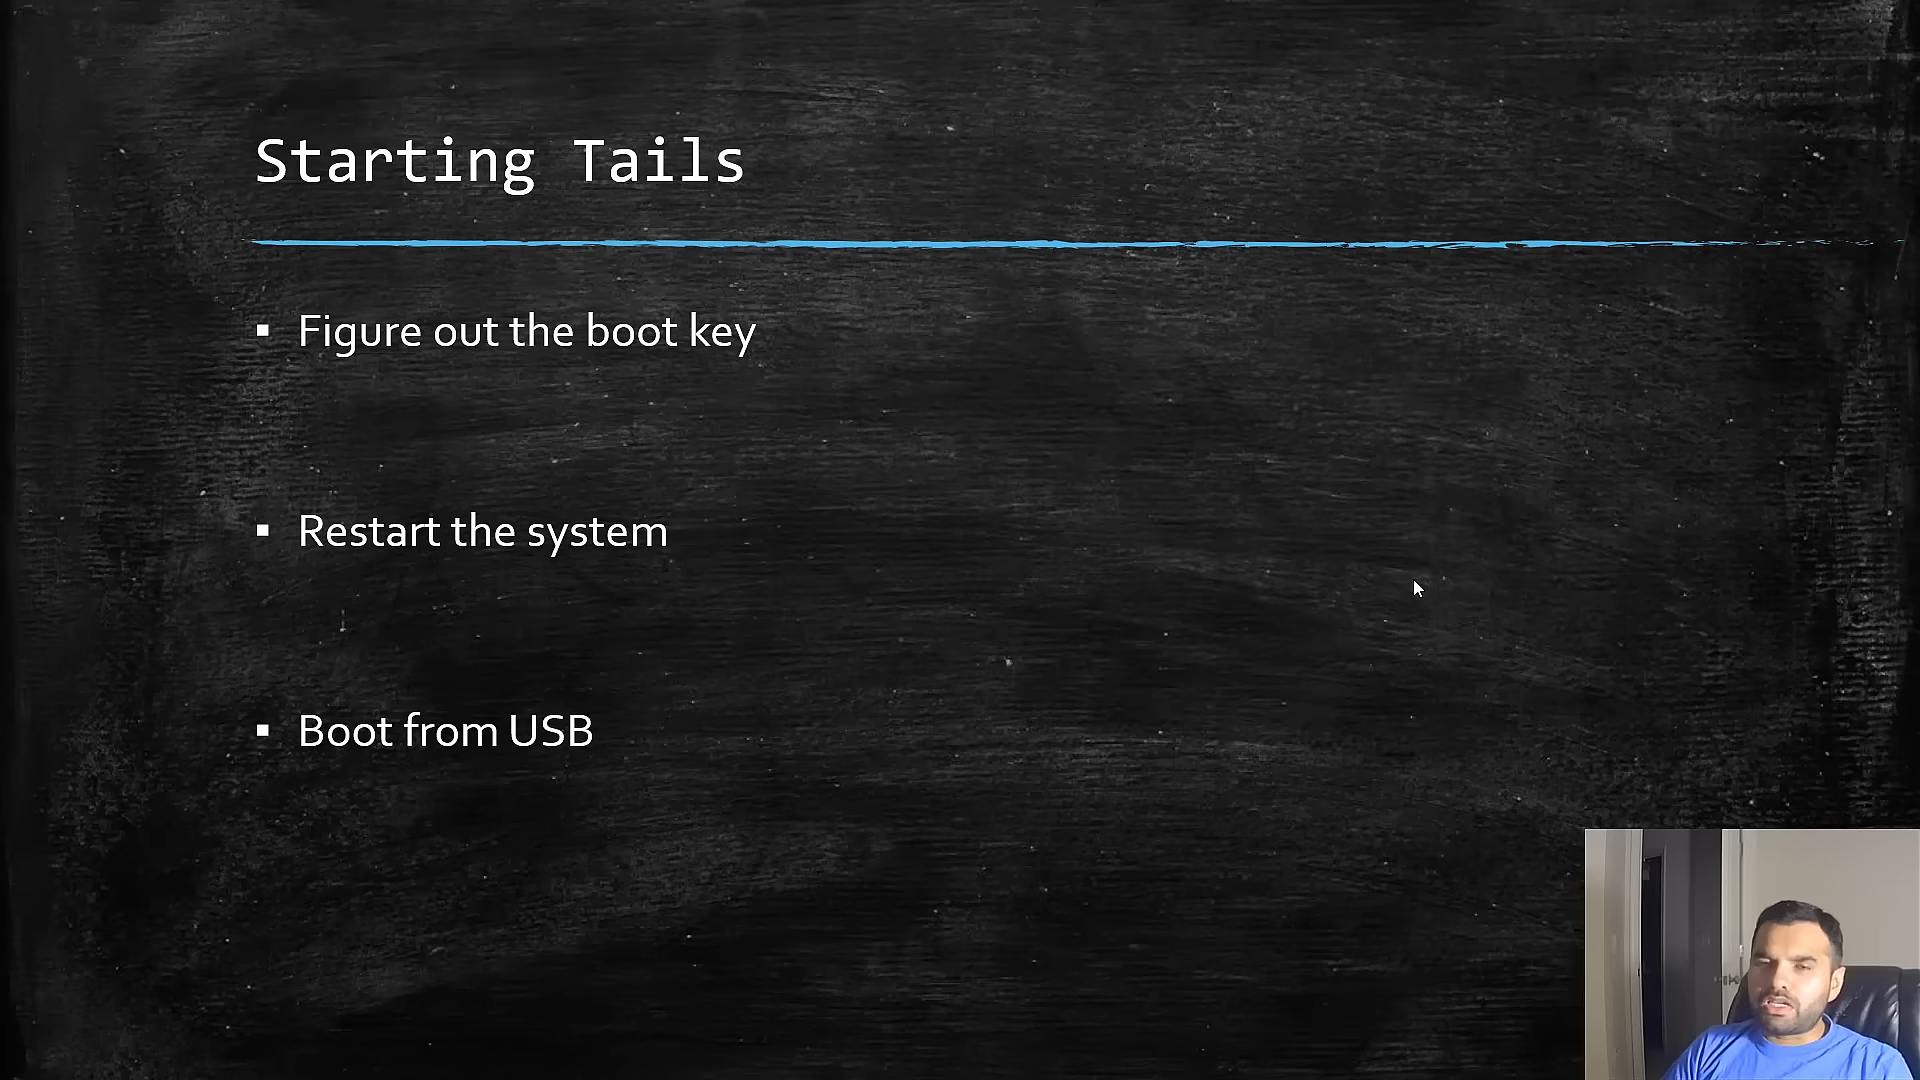 Starting Tails
Figure out the boot key
Restart the system
Boot from USB